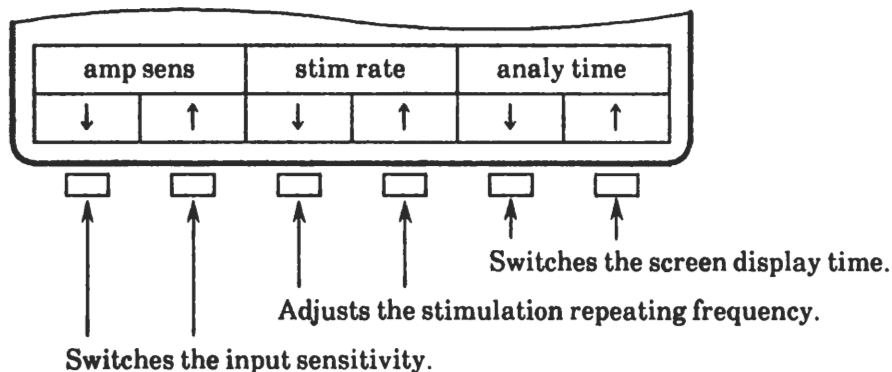 amp sens stim rate analy time
↓ ↑ ↓ ↑ ↓ ↑
Switches the screen display time.
Adjusts the stimulation repeating frequency.
Switches the input sensitivity.